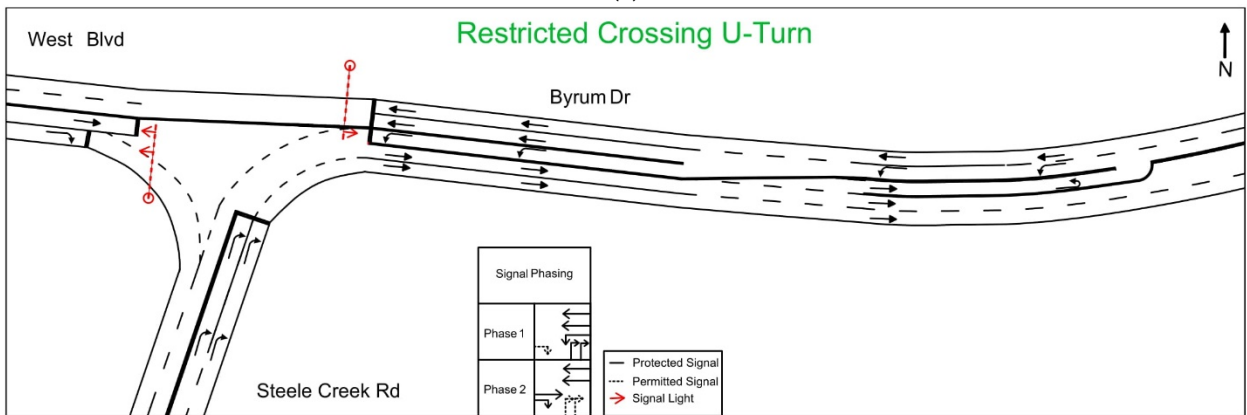 Restricted Crossing U-Turn
West Blvd
N
Byrum Dr
Signal Phasing
Phase 1
Phase 2
Protected Signal
Permitted Signal
Signal Light
Steele Creek Rd